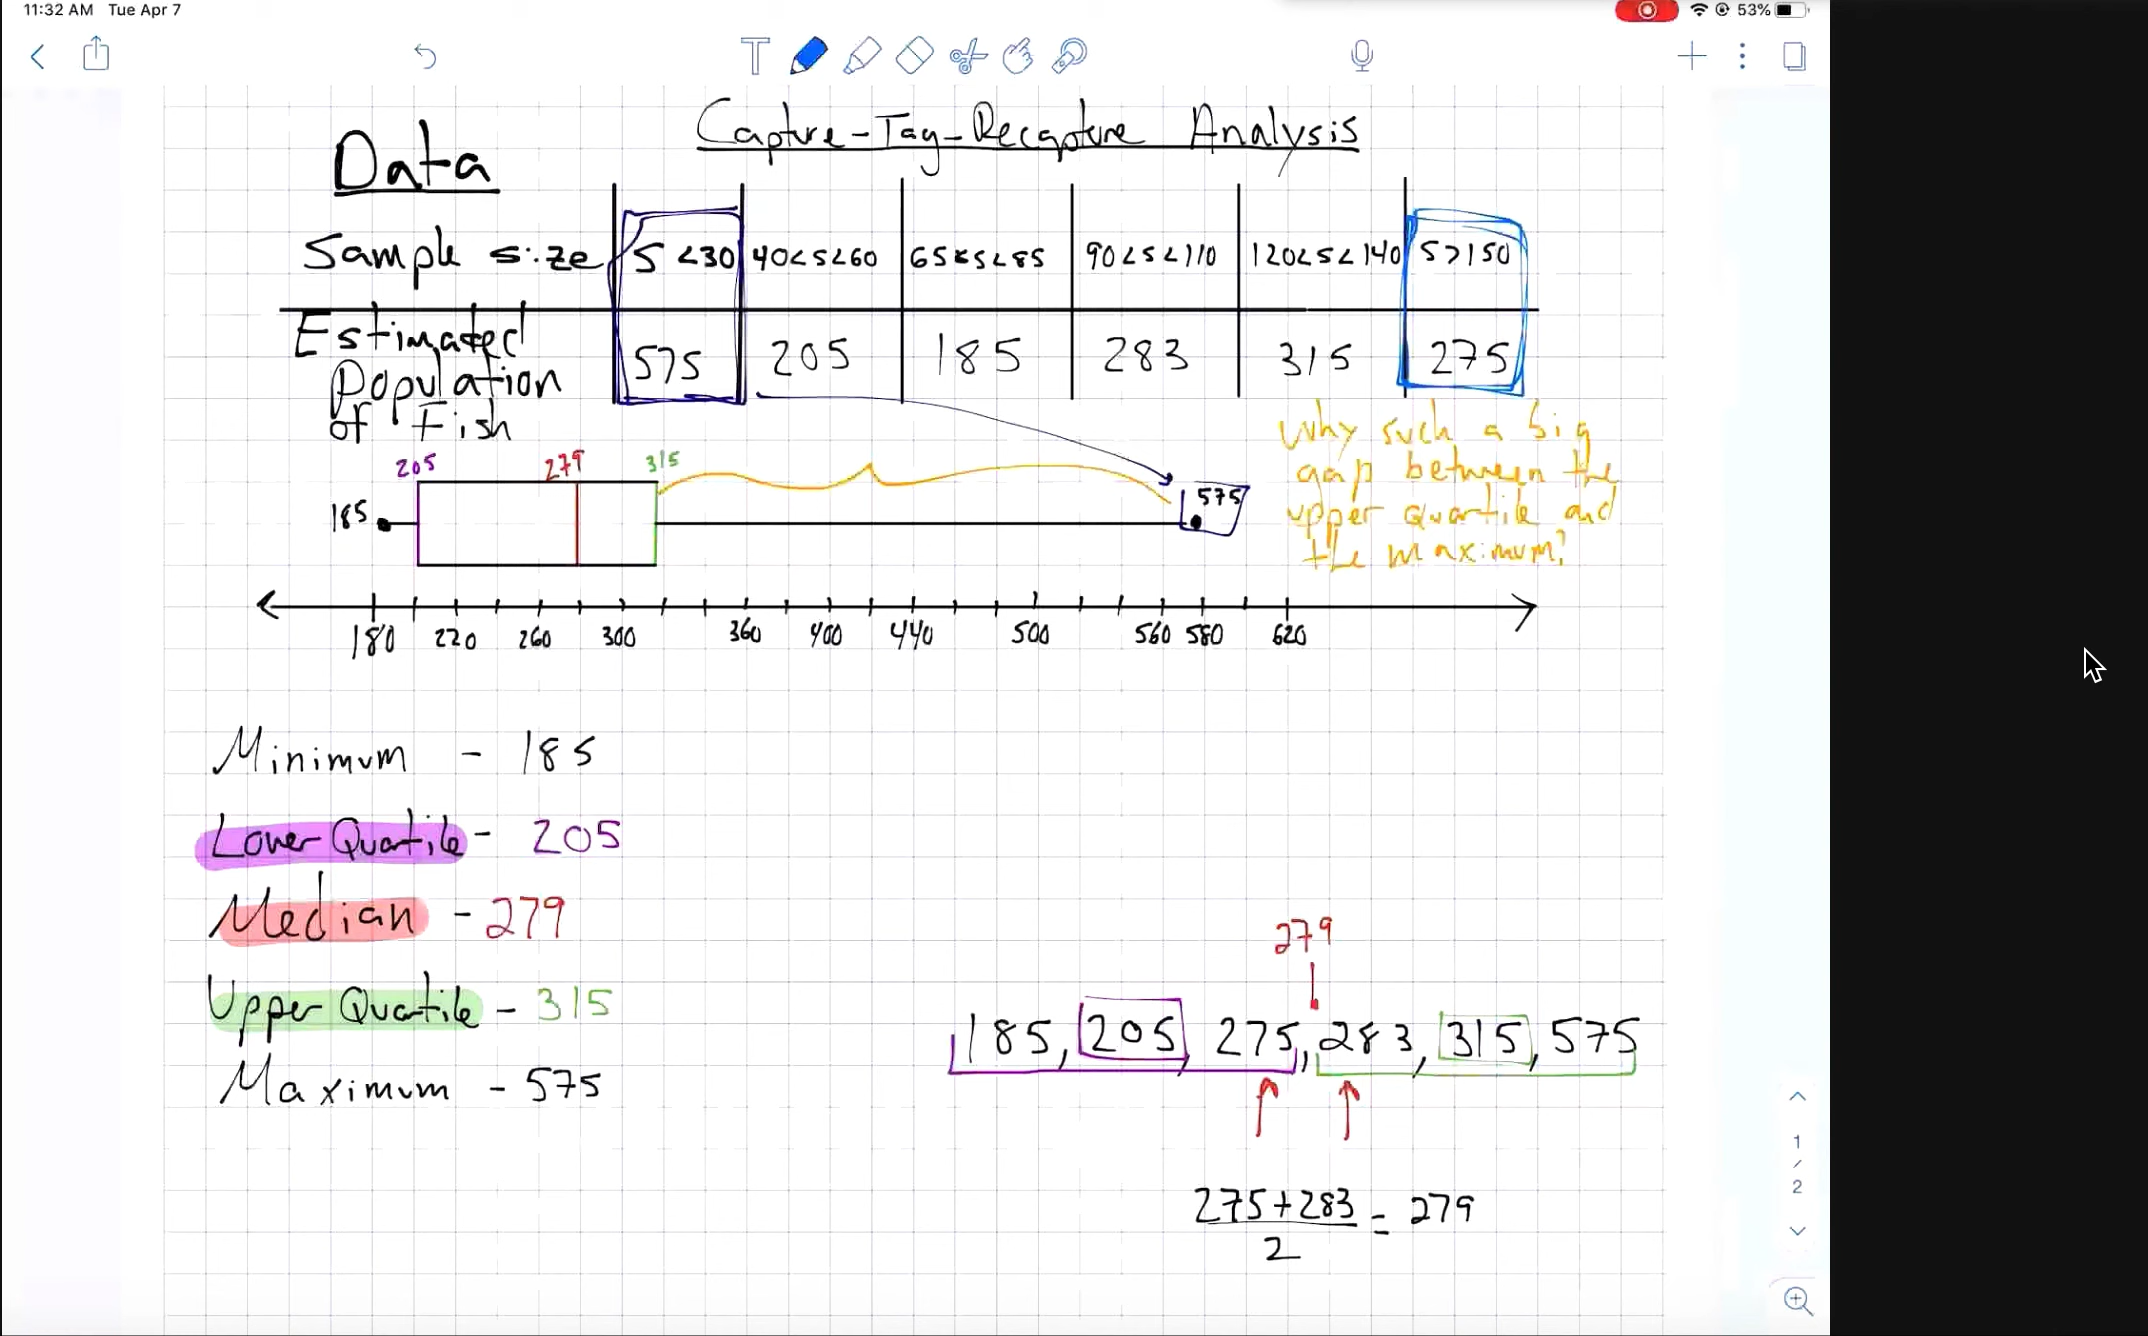 11:32 AM Tue Apr 7
53%
T
Capture-Tag-Recapture Analysis
Data
Sample size S<30 40<S<60 65<S<85 90<S<110 120<S<140 S>150
Estimated Population of Fish 575 205 185 283 315 275
Why such a big
gap between the
upper quartile and
the maximum?
205 279 315
185 575
180 220 260 300 360 400 440 500 560 580 620
Minimum - 185
Lower Quartile - 205
Median - 279
Upper Quartile - 315
Maximum - 575
279
185, 205, 275, 283, 315, 575
275+283
2
= 279
1
/
2